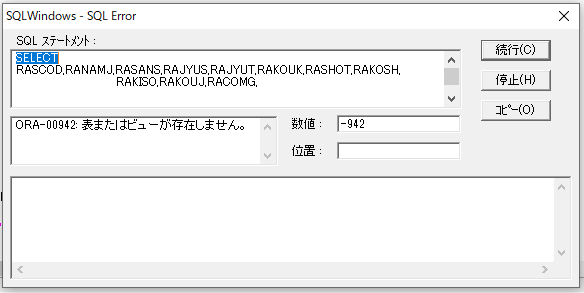 SQLWindows - SQL Error
SQL ステートメント :
SELECT
RASCOD,RANAMJ,RASANS,RAJYUS,RAJYUT,RAKOUK,RASHOT,RAKOSH,
RAKISO,RAKOUJ,RACOMG,
続行(C)
停止(H)
コピー(O)
ORA-00942: 表またはビューが存在しません。
数値 :
-942
位置 :